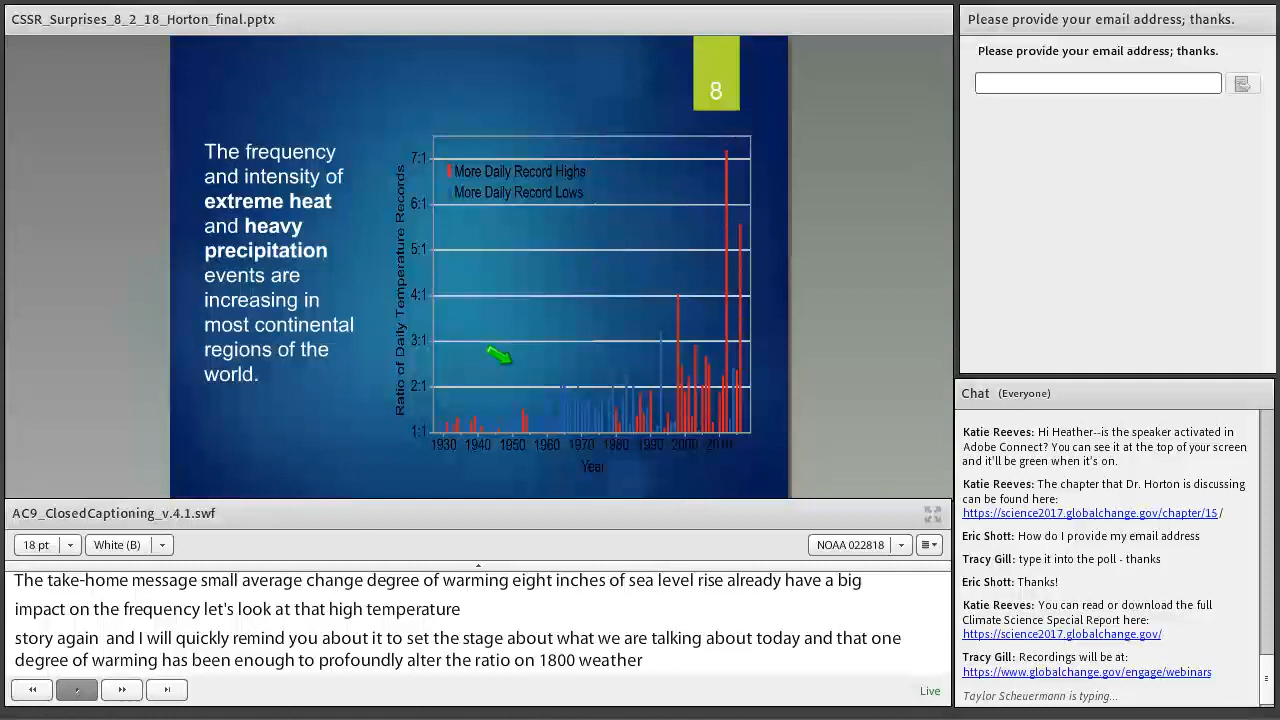 CSSR_Surprises_8_2_18_Horton_final.pptx
8
The frequency
and intensity of
extreme heat
and heavy
precipitation
events are
increasing in
most continental
regions of the
world.
Ratio of Daily Temperature Records
7:1
6:1
5:1
4:1
3:1
2:1
1:1
More Daily Record Highs
More Daily Record Lows
1930 1940 1950 1960 1970 1980 1990 2000 2010
Year
AC9_ClosedCaptioning_v.4.1.swf
18 pt White (B) NOAA 022818
The take-home message small average change degree of warming eight inches of sea level rise already have a big
impact on the frequency let's look at that high temperature
story again and I will quickly remind you about it to set the stage about what we are talking about today and that one
degree of warming has been enough to profoundly alter the ratio on 1800 weather
Live
Please provide your email address; thanks.
Please provide your email address; thanks.
Chat (Everyone)
Katie Reeves: Hi Heather--is the speaker activated in
Adobe Connect? You can see it at the top of your screen
and it'll be green when it's on.
Katie Reeves: The chapter that Dr. Horton is discussing
can be found here:
https://science2017.globalchange.gov/chapter/15/
Eric Shott: How do I provide my email address
Tracy Gill: type it into the poll - thanks
Eric Shott: Thanks!
Katie Reeves: You can read or download the full
Climate Science Special Report here:
https://science2017.globalchange.gov/
Tracy Gill: Recordings will be at:
https://www.globalchange.gov/engage/webinars
Taylor Scheuermann is typing...